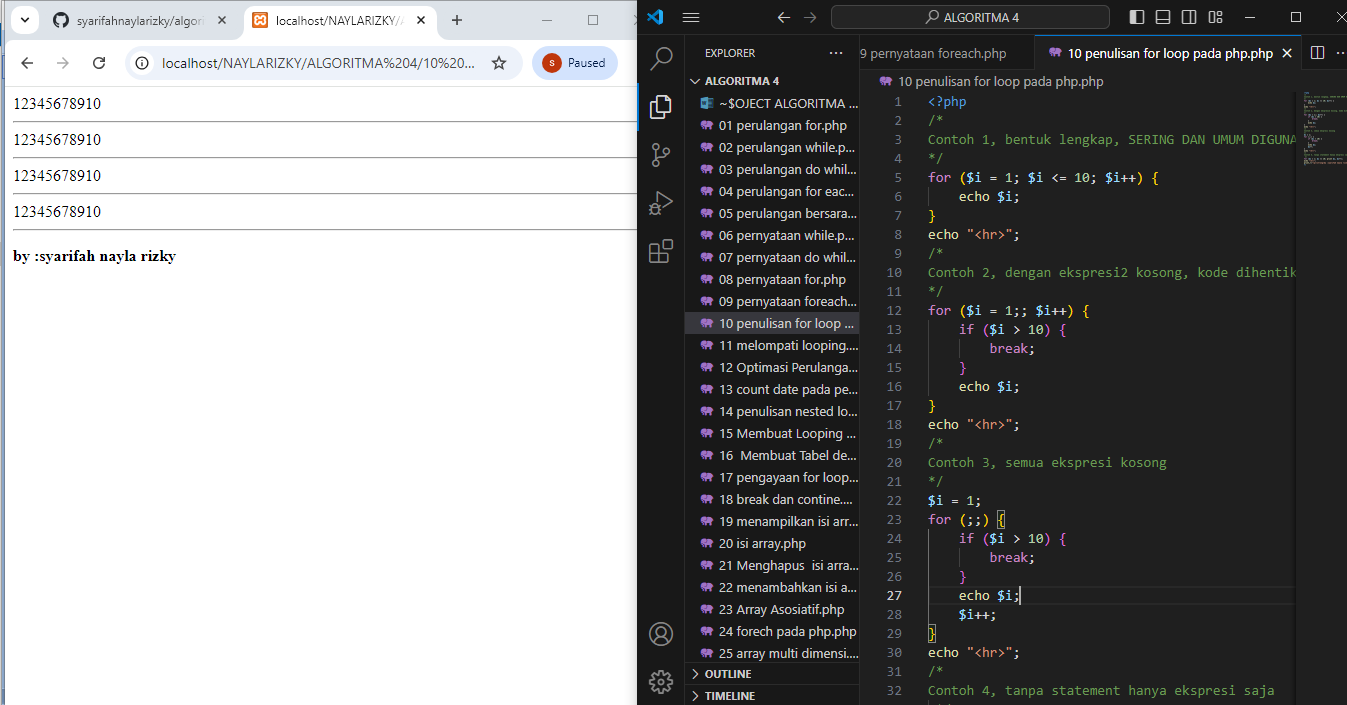 syarifahnaylarizky/algori
localhost/NAYLARIZKY/A
localhost/NAYLARIZKY/ALGORITMA%204/10%20...
S
Paused
12345678910
12345678910
12345678910
12345678910
by :syarifah nayla rizky
ALGORITMA 4
EXPLORER
ALGORITMA 4
~$OJECT ALGORITMA ...
01 perulangan for.php
02 perulangan while.p...
03 perulangan do whil...
04 perulangan for eac...
05 perulangan bersara...
06 pernyataan while.p...
07 pernyataan do whil...
08 pernyataan for.php
09 pernyataan foreach...
10 penulisan for loop ...
11 melompati looping....
12 Optimasi Perulanga...
13 count date pada pe...
14 penulisan nested lo...
15 Membuat Looping ...
16  Membuat Tabel de...
17 pengayaan for loop...
18 break dan contine....
19 menampilkan isi arr...
20 isi array.php
21 Menghapus  isi arra...
22 menambahkan isi a...
23 Array Asosiatif.php
24 forech pada php.php
25 array multi dimensi....
OUTLINE
TIMELINE
9 pernyataan foreach.php
10 penulisan for loop pada php.php
10 penulisan for loop pada php.php
1 <?php
2 /*
3 Contoh 1, bentuk lengkap, SERING DAN UMUM DIGUNA
4 */
5 for ($i = 1; $i <= 10; $i++) {
6     echo $i;
7 }
8 echo "<hr>";
9 /*
10 Contoh 2, dengan ekspresi2 kosong, kode dihentik
11 */
12 for ($i = 1;; $i++) {
13     if ($i > 10) {
14         break;
15     }
16     echo $i;
17 }
18 echo "<hr>";
19 /*
20 Contoh 3, semua ekspresi kosong
21 */
22 $i = 1;
23 for (;;) {
24     if ($i > 10) {
25         break;
26     }
27     echo $i;
28     $i++;
29 }
30 echo "<hr>";
31 /*
32 Contoh 4, tanpa statement hanya ekspresi saja